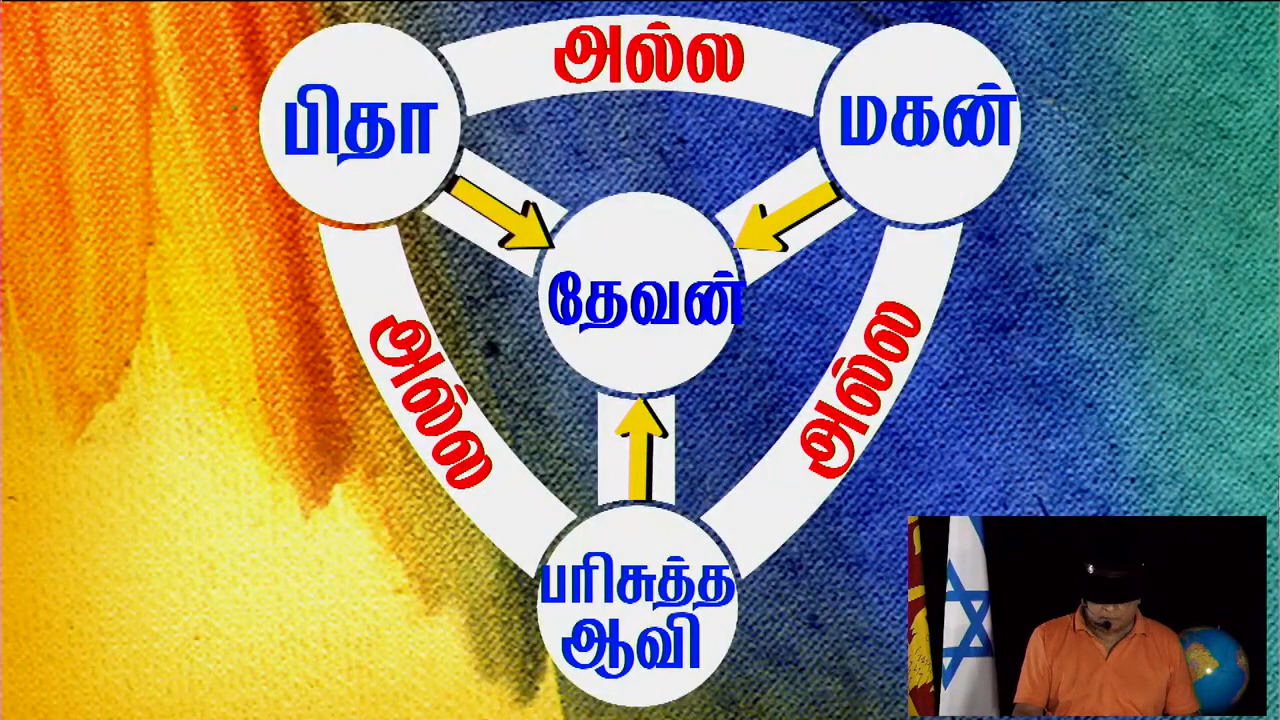 அல்ல
பிதா
மகன்
தேவன்
அல்ல
அல்ல
பரிசுத்த
ஆவி